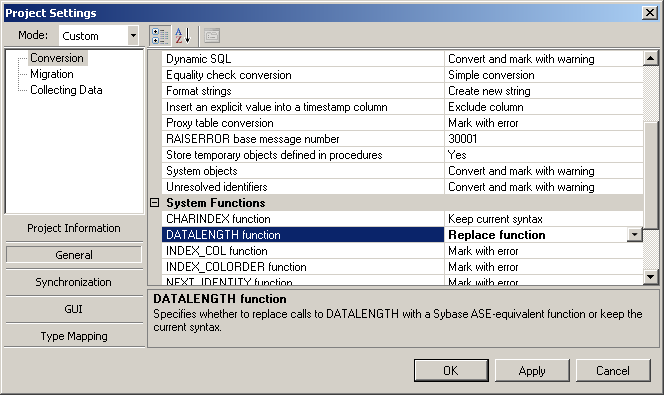 Project Settings
Mode: Custom
Conversion
Migration
Collecting Data
Project Information
General
Synchronization
GUI
Type Mapping
Dynamic SQL Convert and mark with warning
Equality check conversion Simple conversion
Format strings Create new string
Insert an explicit value into a timestamp column Exclude column
Proxy table conversion Mark with error
RAISERROR base message number 30001
Store temporary objects defined in procedures Yes
System objects Convert and mark with warning
Unresolved identifiers Convert and mark with warning
System Functions
CHARINDEX function Keep current syntax
DATALENGTH function Replace function
INDEX_COL function Mark with error
INDEX_COLORDER function Mark with error
NEXT_IDENTITY function Mark with error
DATALENGTH function
Specifies whether to replace calls to DATALENGTH with a Sybase ASE-equivalent function or keep the
current syntax.
OK Apply Cancel